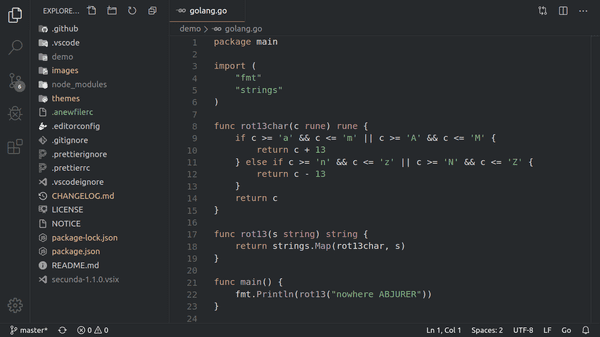 EXPLORE...
.github
.vscode
demo
images
node_modules
themes
.anewfilerc
.editorconfig
.gitignore
.prettierignore
.prettierrc
.vscodeignore
CHANGELOG.md
LICENSE
NOTICE
package-lock.json
package.json
README.md
secunda-1.1.0.vsix
6
golang.go
demo > golang.go
1 package main
2
3 import (
4 "fmt"
5 "strings"
6 )
7
8 func rot13char(c rune) rune {
9 if c >= 'a' && c <= 'm' || c >= 'A' && c <= 'M' {
10 return c + 13
11 } else if c >= 'n' && c <= 'z' || c >= 'N' && c <= 'Z' {
12 return c - 13
13 }
14 return c
15 }
16
17 func rot13(s string) string {
18 return strings.Map(rot13char, s)
19 }
20
21 func main() {
22 fmt.Println(rot13("nowhere ABJURER"))
23 }
24
master* 0 0 Ln 1, Col 1 Spaces: 2 UTF-8 LF Go